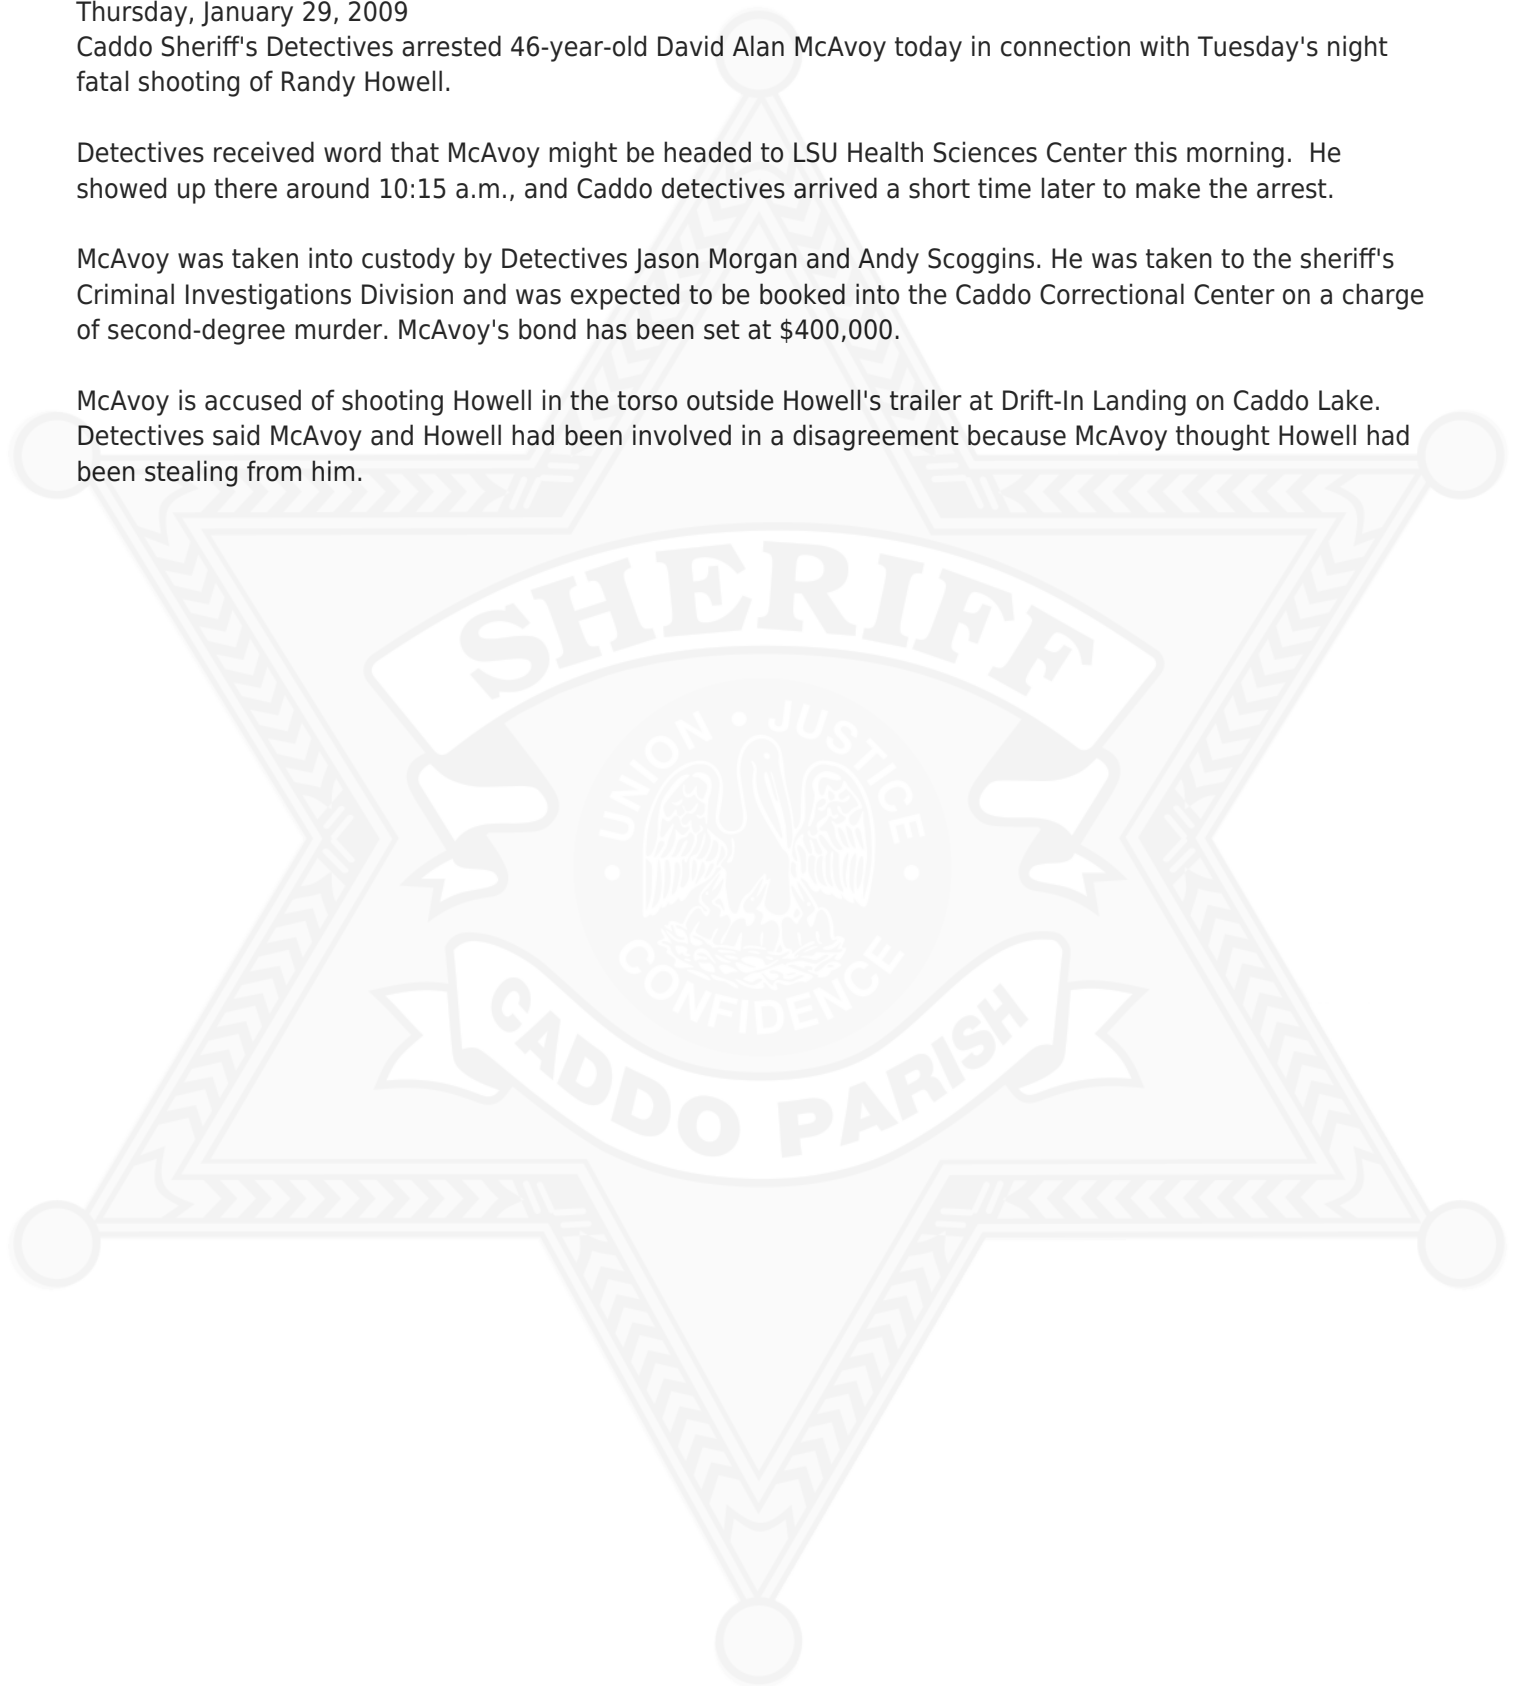 Thursday, January 29, 2009
Caddo Sheriff's Detectives arrested 46-year-old David Alan McAvoy today in connection with Tuesday's night
fatal shooting of Randy Howell.
Detectives received word that McAvoy might be headed to LSU Health Sciences Center this morning.  He
showed up there around 10:15 a.m., and Caddo detectives arrived a short time later to make the arrest.
McAvoy was taken into custody by Detectives Jason Morgan and Andy Scoggins. He was taken to the sheriff's
Criminal Investigations Division and was expected to be booked into the Caddo Correctional Center on a charge
of second-degree murder. McAvoy's bond has been set at $400,000.
McAvoy is accused of shooting Howell in the torso outside Howell's trailer at Drift-In Landing on Caddo Lake.
Detectives said McAvoy and Howell had been involved in a disagreement because McAvoy thought Howell had
been stealing from him.
SHERIFF
UNION • JUSTICE
• CONFIDENCE •
CADDO PARISH